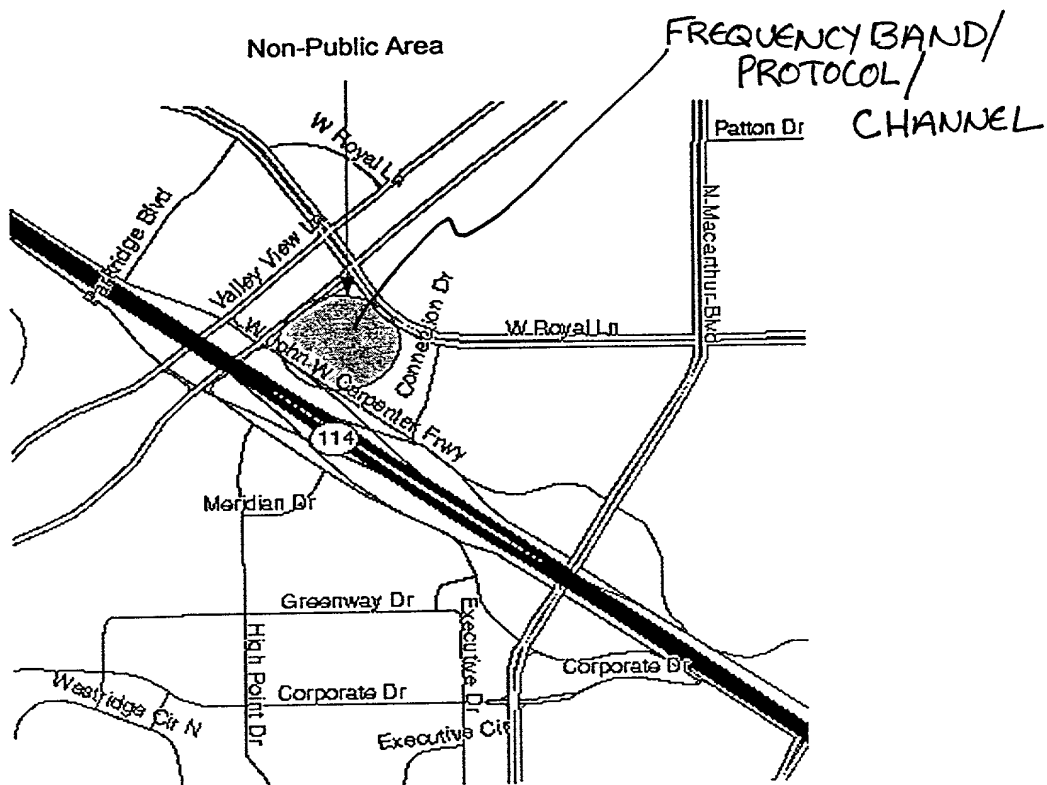 FREQUENCY BAND/
PROTOCOL/
CHANNEL
Non-Public Area
Patton Dr
W Royal Ln
N Macarthur Blvd
Parkridge Blvd
Valley View Ln
Connection Dr
W Royal Ln
W John W Carpenter Frwy
114
Meridian Dr
Greenway Dr
Executive Dr
High Point Dr
Corporate Dr
Corporate Dr
Westridge Cir N
Executive Cir